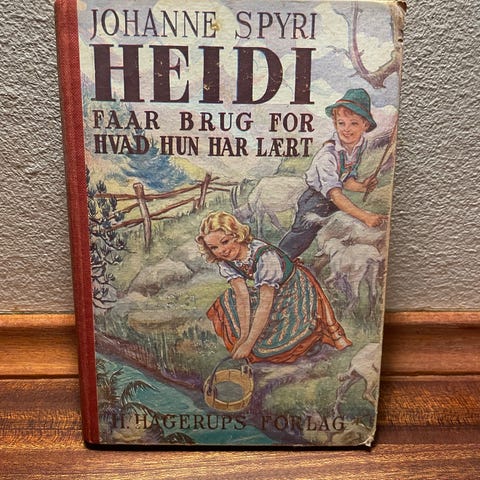 JOHANNE SPYRI
HEIDI
FAAR BRUG FOR
HVAD HUN HAR LÆRT
H. HAGERUPS FORLAG